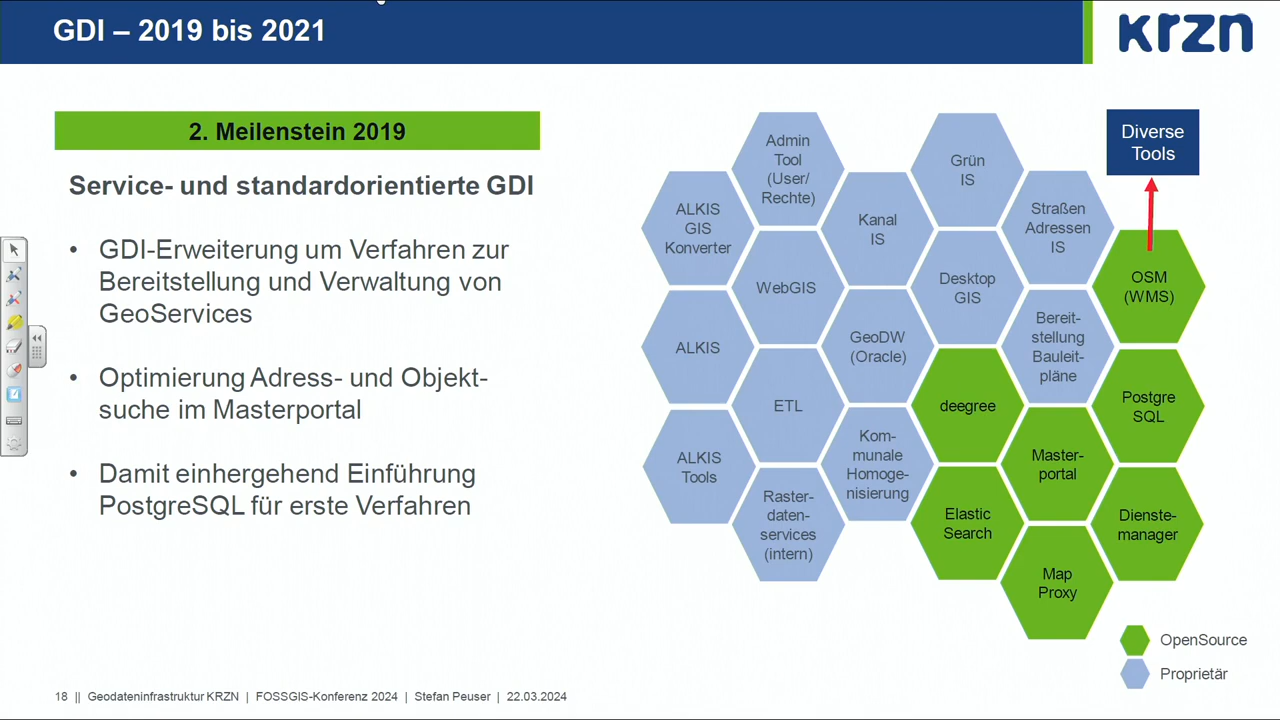 GDI – 2019 bis 2021
krzn
2. Meilenstein 2019
Service- und standardorientierte GDI
• GDI-Erweiterung um Verfahren zur
Bereitstellung und Verwaltung von
GeoServices
• Optimierung Adress- und Objekt-
suche im Masterportal
• Damit einhergehend Einführung
PostgreSQL für erste Verfahren
ALKIS
GIS
Konverter
ALKIS
ALKIS
Tools
Admin
Tool
(User/
Rechte)
WebGIS
ETL
Raster-
daten-
services
(intern)
Kanal
IS
GeoDW
(Oracle)
Kom-
munale
Homoge-
nisierung
Grün
IS
Desktop
GIS
deegree
Elastic
Search
Straßen
Adressen
IS
Bereit-
stellung
Bauleit-
pläne
Master-
portal
Map
Proxy
Diverse
Tools
OSM
(WMS)
Postgre
SQL
Dienste-
manager
OpenSource
Proprietär
18 || Geodateninfrastruktur KRZN | FOSSGIS-Konferenz 2024 | Stefan Peuser | 22.03.2024